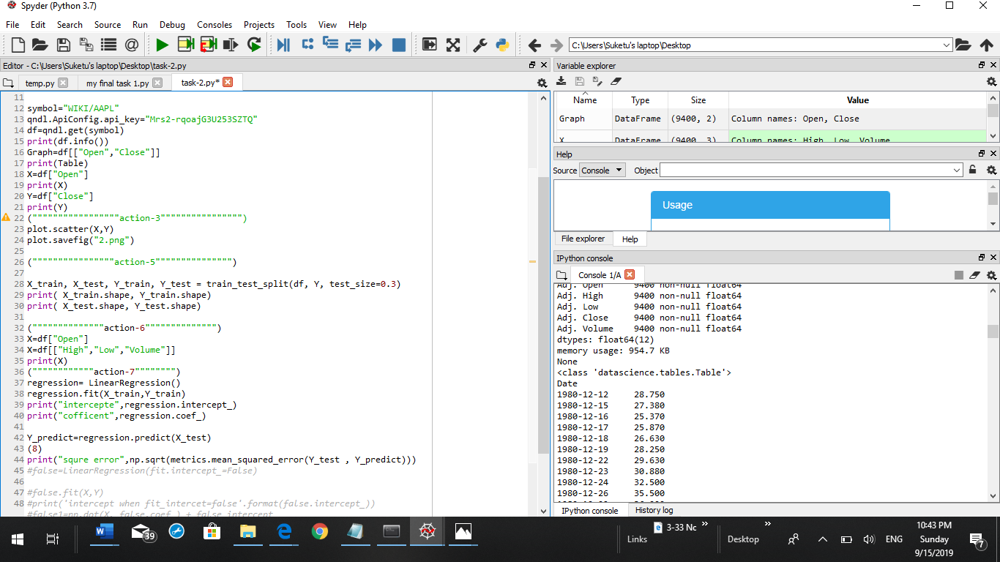 Spyder (Python 3.7)
File Edit Search Source Run Debug Consoles Projects Tools View Help
C:\Users\Suketu's laptop\Desktop
Editor - C:\Users\Suketu's laptop\Desktop\task-2.py
temp.py my final task 1.py task-2.py*
11
12 symbol="WIKI/AAPL"
13 qndl.ApiConfig.api_key="Mrs2-rqoajG3U253SZTQ"
14 df=qndl.get(symbol)
15 print(df.info())
16 Graph=df[["Open","Close"]]
17 print(Table)
18 X=df["Open"]
19 print(X)
20 Y=df["Close"]
21 print(Y)
22 ("""""""""""""""""action-3"""""""""""""""")
23 plot.scatter(X,Y)
24 plot.savefig("2.png")
25
26 (""""""""""""""""action-5""""""""""""""")
27
28 X_train, X_test, Y_train, Y_test = train_test_split(df, Y, test_size=0.3)
29 print( X_train.shape, Y_train.shape)
30 print( X_test.shape, Y_test.shape)
31
32 (""""""""""""""action-6"""""""""""""")
33 X=df["Open"]
34 X=df[["High","Low","Volume"]]
35 print(X)
36 (""""""""""""action-7"""""""")
37 regression= LinearRegression()
38 regression.fit(X_train,Y_train)
39 print("intercepte",regression.intercept_)
40 print("cofficent",regression.coef_)
41
42 Y_predict=regression.predict(X_test)
43 (8)
44 print("squre error",np.sqrt(metrics.mean_squared_error(Y_test , Y_predict)))
45 #false=LinearRegression(fit.intercept_=False)
46
47 #false.fit(X,Y)
48 #print('intercept when fit_intercet=false'.format(false.intercept_))
#false1=np.dot(X, false.coef_) + false.intercept_
Variable explorer
Name Type Size Value
Graph DataFrame (9400, 2) Column names: Open, Close
X DataFrame (9400, 3) Column names: High, Low, Volume
Help
Source Console Object
Usage
File explorer Help
IPython console
Console 1/A
Adj. Open 9400 non-null float64
Adj. High 9400 non-null float64
Adj. Low 9400 non-null float64
Adj. Close 9400 non-null float64
Adj. Volume 9400 non-null float64
dtypes: float64(12)
memory usage: 954.7 KB
None
<class 'datascience.tables.Table'>
Date
1980-12-12 28.750
1980-12-15 27.380
1980-12-16 25.370
1980-12-17 25.870
1980-12-18 26.630
1980-12-19 28.250
1980-12-22 29.630
1980-12-23 30.880
1980-12-24 32.500
1980-12-26 35.500
IPython console History log
39
3-33 Nc
Links
Desktop
ENG
10:43 PM
Sunday
9/15/2019
7